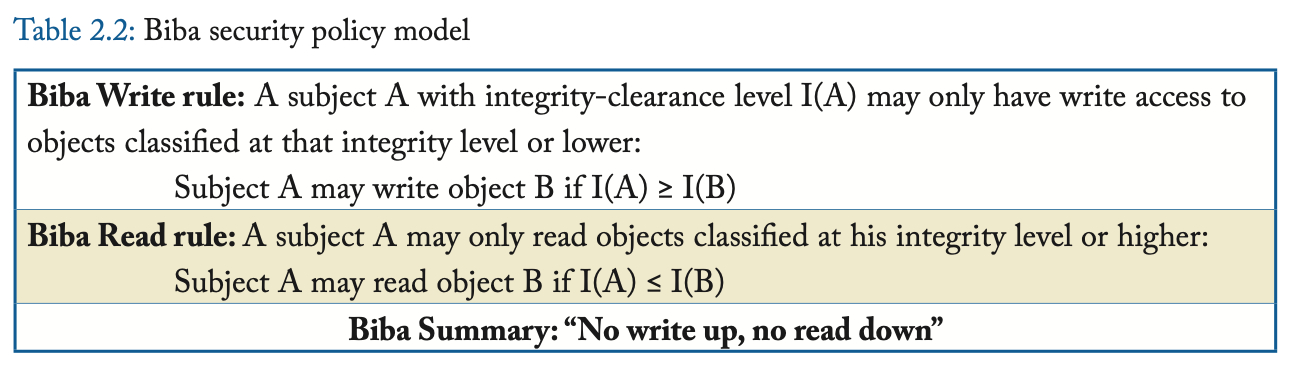 Table 2.2: Biba security policy model
Biba Write rule: A subject A with integrity-clearance level I(A) may only have write access to
objects classified at that integrity level or lower:
Subject A may write object B if I(A) ≥ I(B)
Biba Read rule: A subject A may only read objects classified at his integrity level or higher:
Subject A may read object B if I(A) ≤ I(B)
Biba Summary: “No write up, no read down”